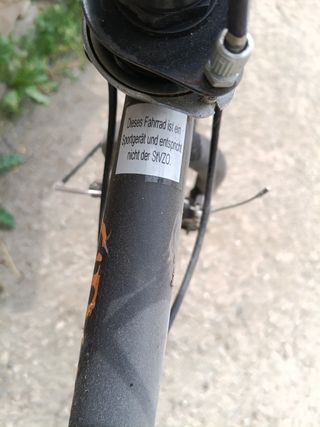 Dieses Fahrrad ist ein
Sportgerät und entspricht
nicht der StVZO.